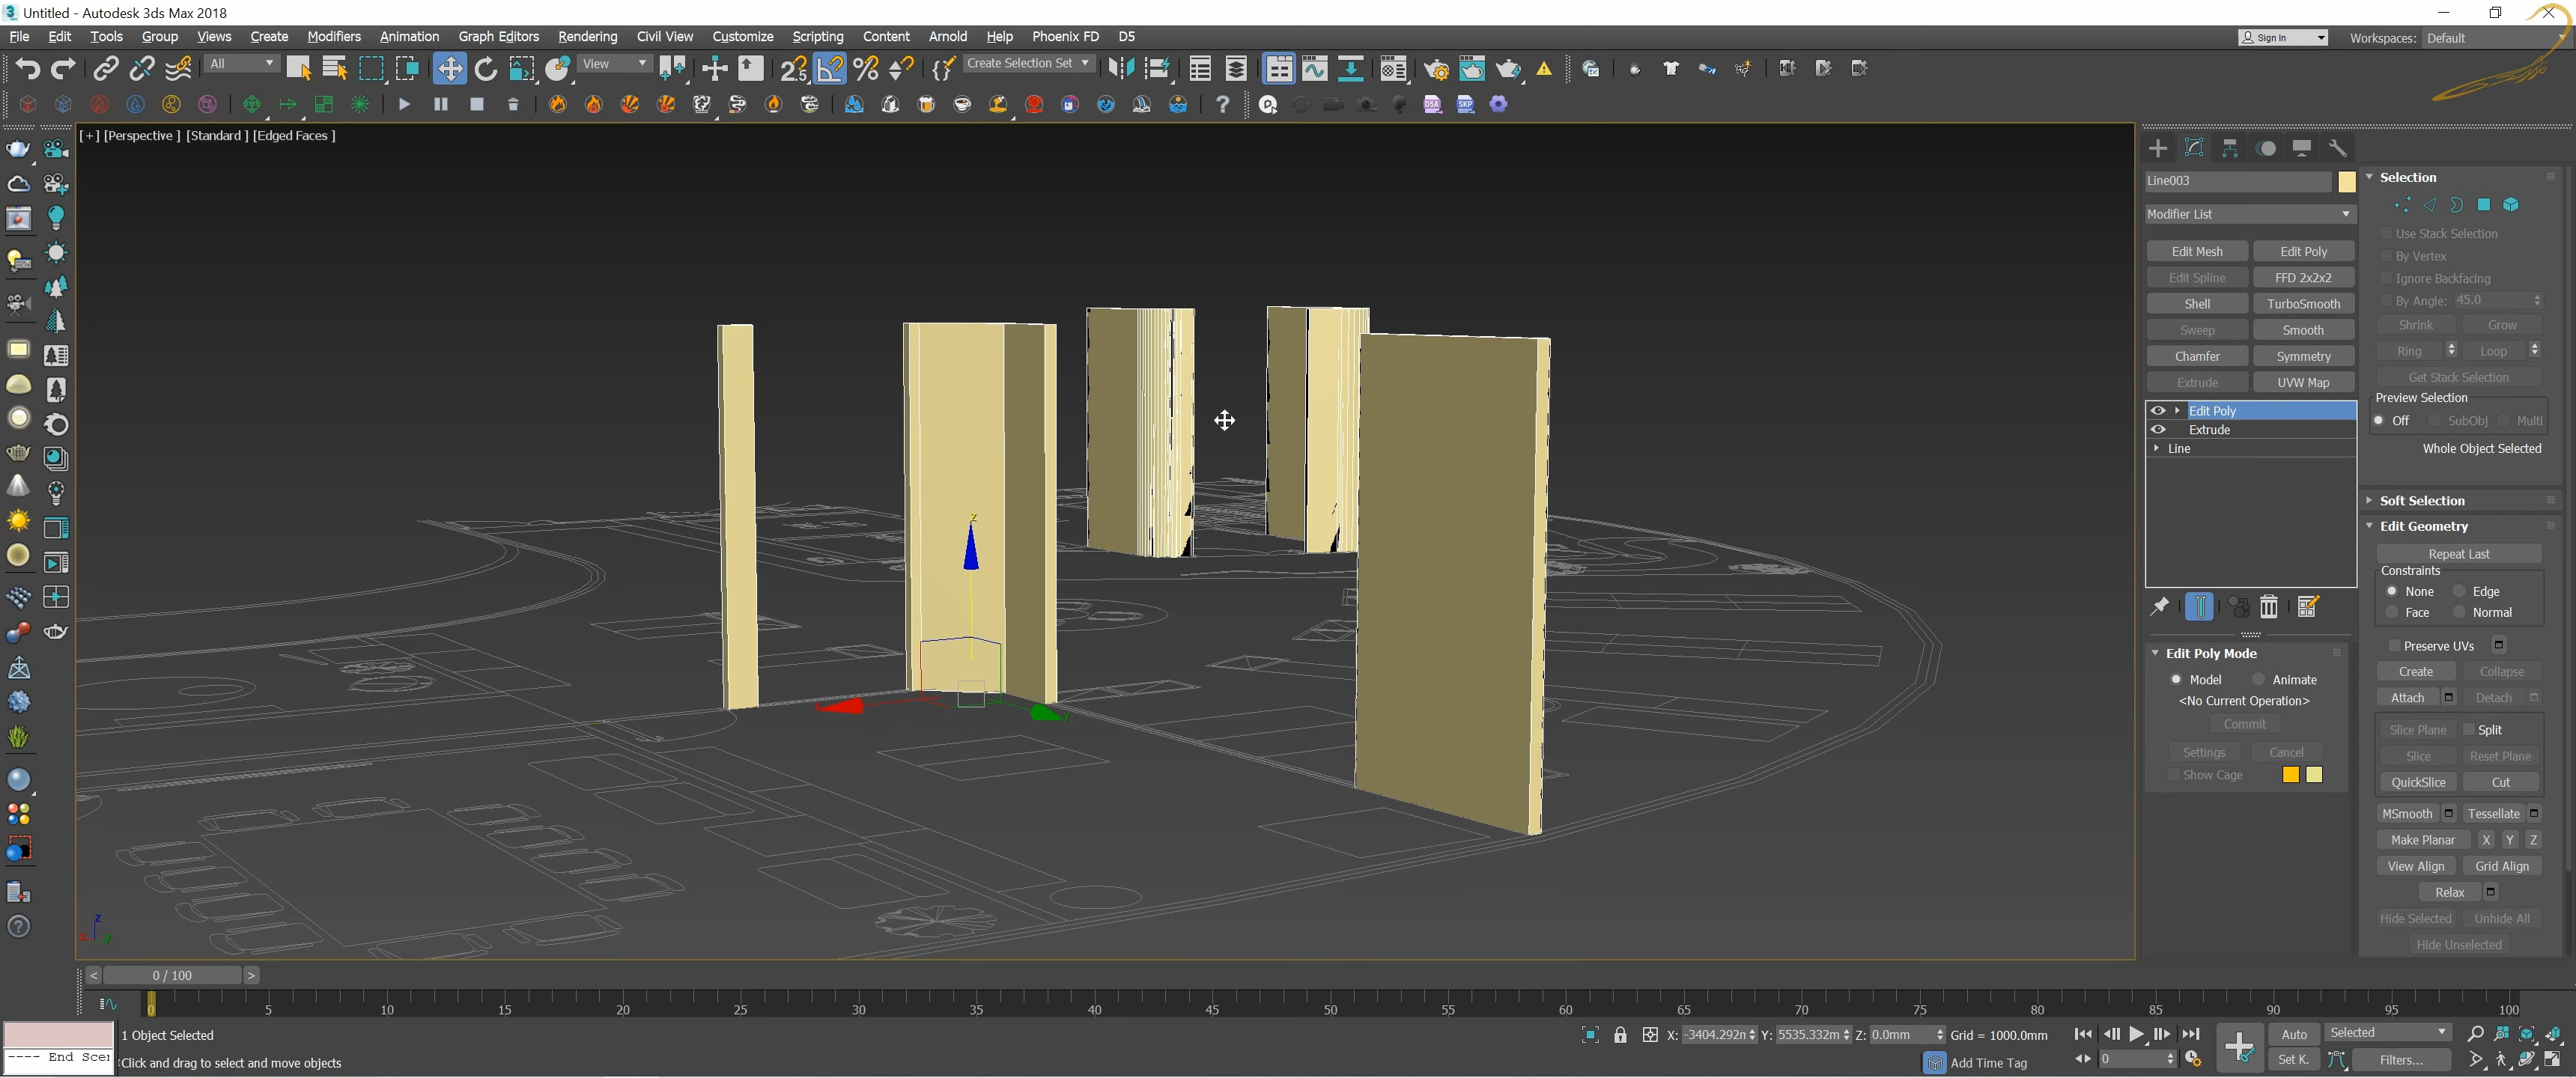 Untitled - Autodesk 3ds Max 2018
File Edit Tools Group Views Create Modifiers Animation Graph Editors Rendering Civil View Customize Scripting Content Arnold Help Phoenix FD D5
Sign In Workspaces: Default
All View Create Selection Set
[+] [Perspective ] [Standard ] [Edged Faces ]
Line003
Modifier List
Edit Mesh Edit Poly
Edit Spline FFD 2x2x2
Shell TurboSmooth
Sweep Smooth
Chamfer Symmetry
Extrude UVW Map
Edit Poly
Extrude
Line
Edit Poly Mode
Model Animate
<No Current Operation>
Commit
Settings Cancel
Show Cage
Selection
Use Stack Selection
By Vertex
Ignore Backfacing
By Angle: 45.0
Shrink Grow
Ring Loop
Get Stack Selection
Preview Selection
Off SubObj Multi
Whole Object Selected
Soft Selection
Edit Geometry
Repeat Last
Constraints
None Edge
Face Normal
Preserve UVs
Create Collapse
Attach Detach
Slice Plane Split
Slice Reset Plane
QuickSlice Cut
MSmooth Tessellate
Make Planar X Y Z
View Align Grid Align
Relax
Hide Selected Unhide All
Hide Unselected
z
y
z
< 0 / 100 >
0 5 10 15 20 25 30 35 40 45 50 55 60 65 70 75 80 85 90 95 100
1 Object Selected
X: -3404.292n Y: 5535.332m Z: 0.0mm Grid = 1000.0mm
Auto Selected
---- End Scer
Click and drag to select and move objects
Add Time Tag
0
Set K. Filters...